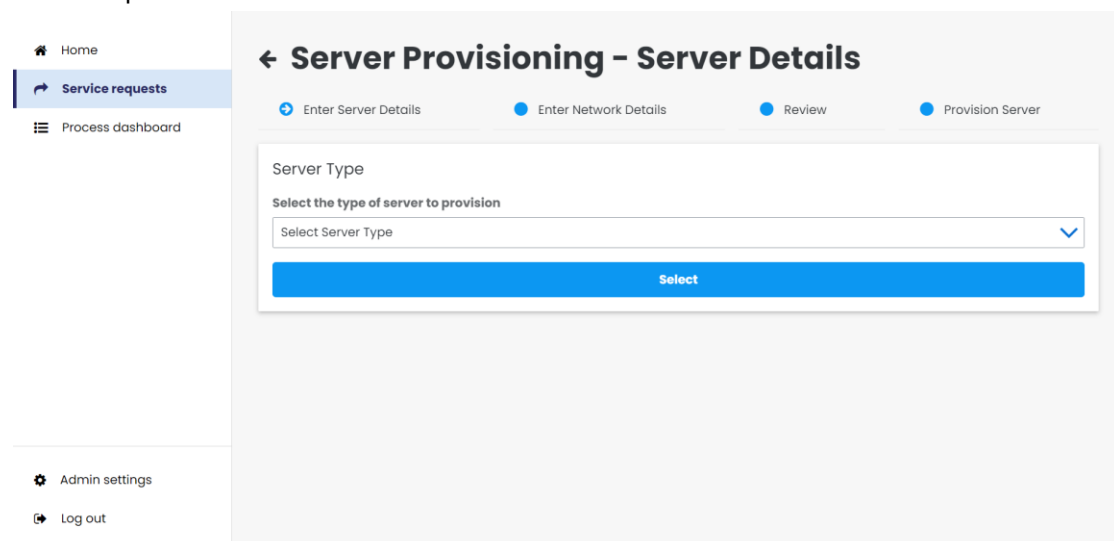 Home
Service requests
Process dashboard
Admin settings
Log out
Server Provisioning - Server Details
Enter Server Details
Enter Network Details
Review
Provision Server
Server Type
Select the type of server to provision
Select Server Type
Select